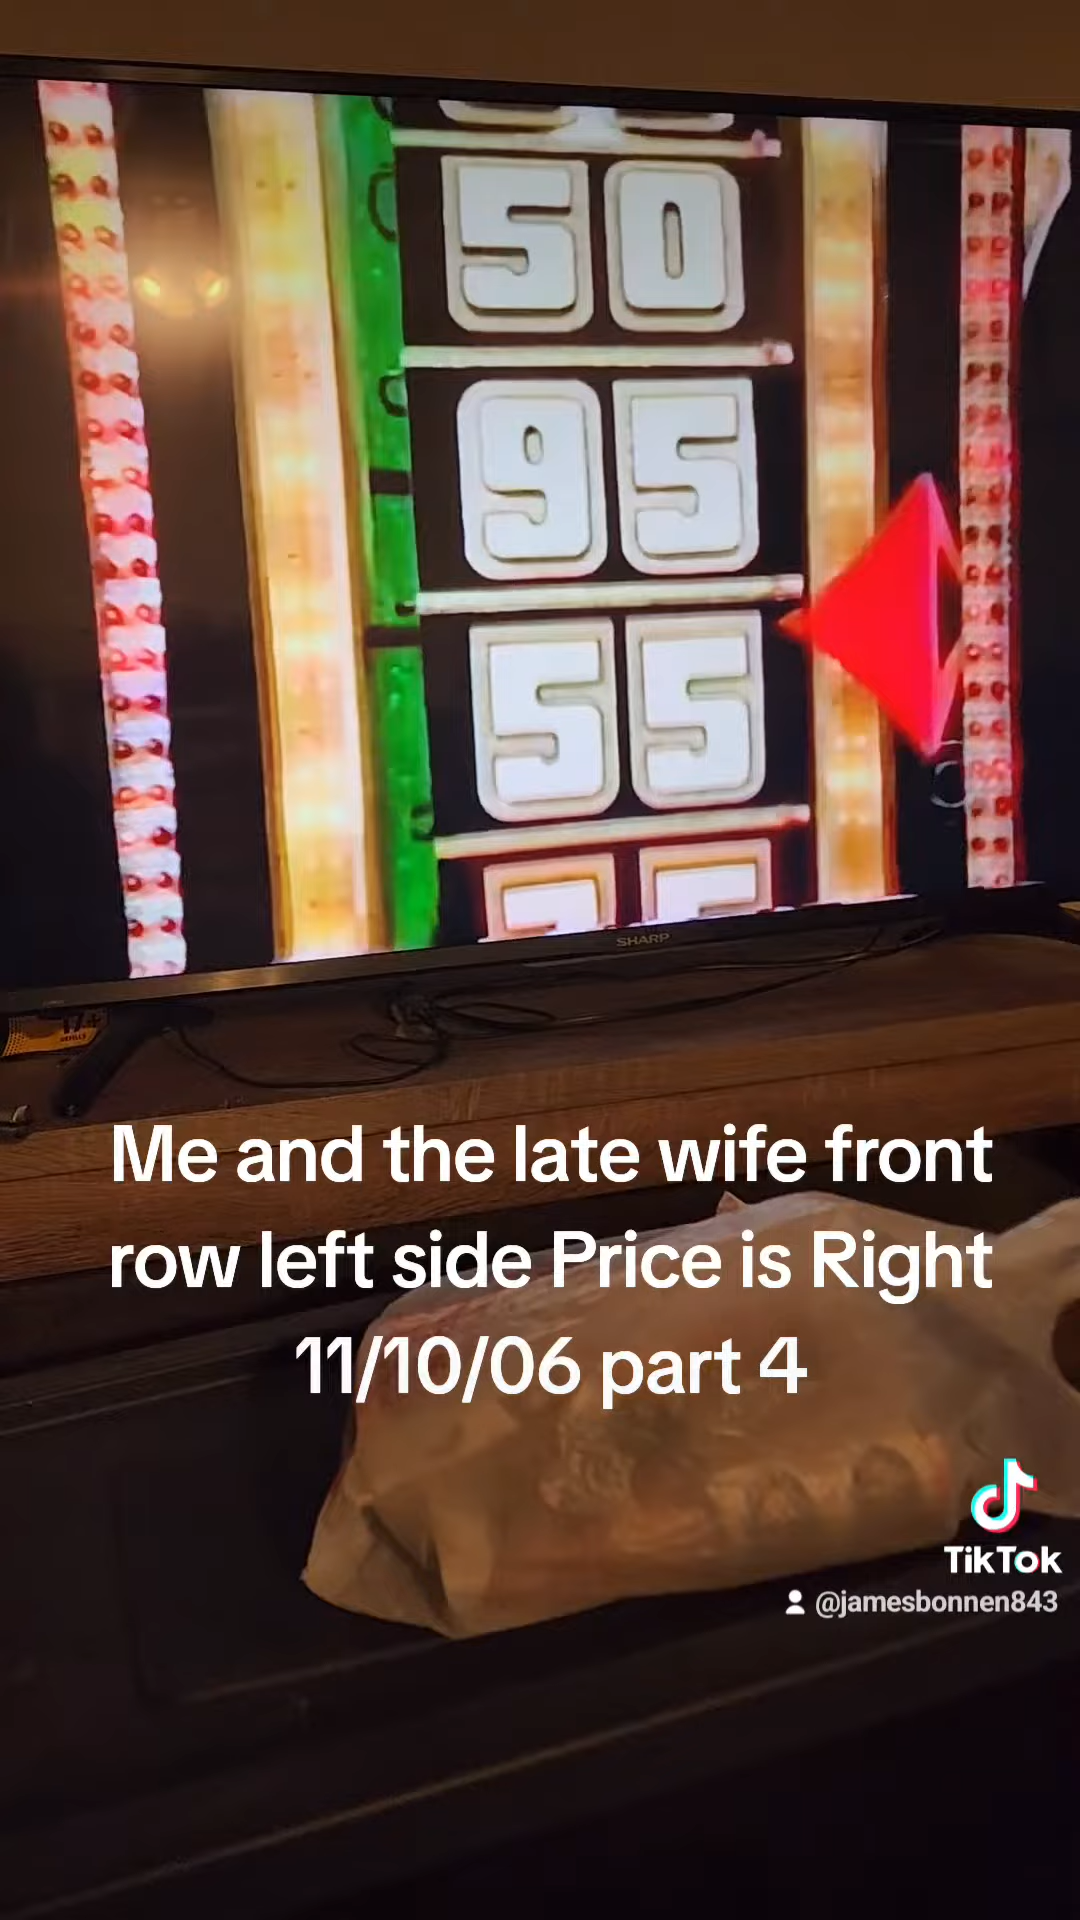 50
95
55
SHARP
17+
Me and the late wife front
row left side Price is Right
11/10/06 part 4
TikTok
@jamesbonnen843